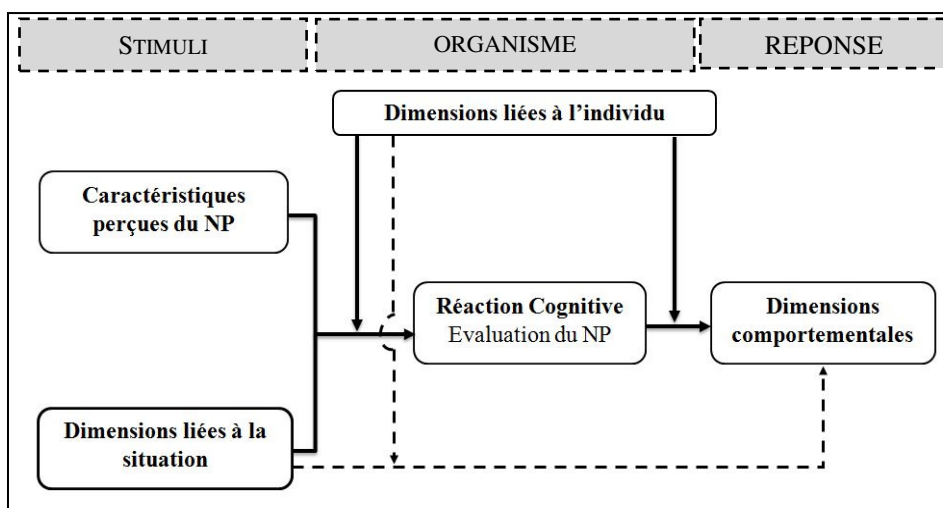 STIMULI
ORGANISME
REPONSE
Dimensions liées à l'individu
Caractéristiques
perçues du NP
Réaction Cognitive
Evaluation du NP
Dimensions
comportementales
Dimensions liées à la
situation